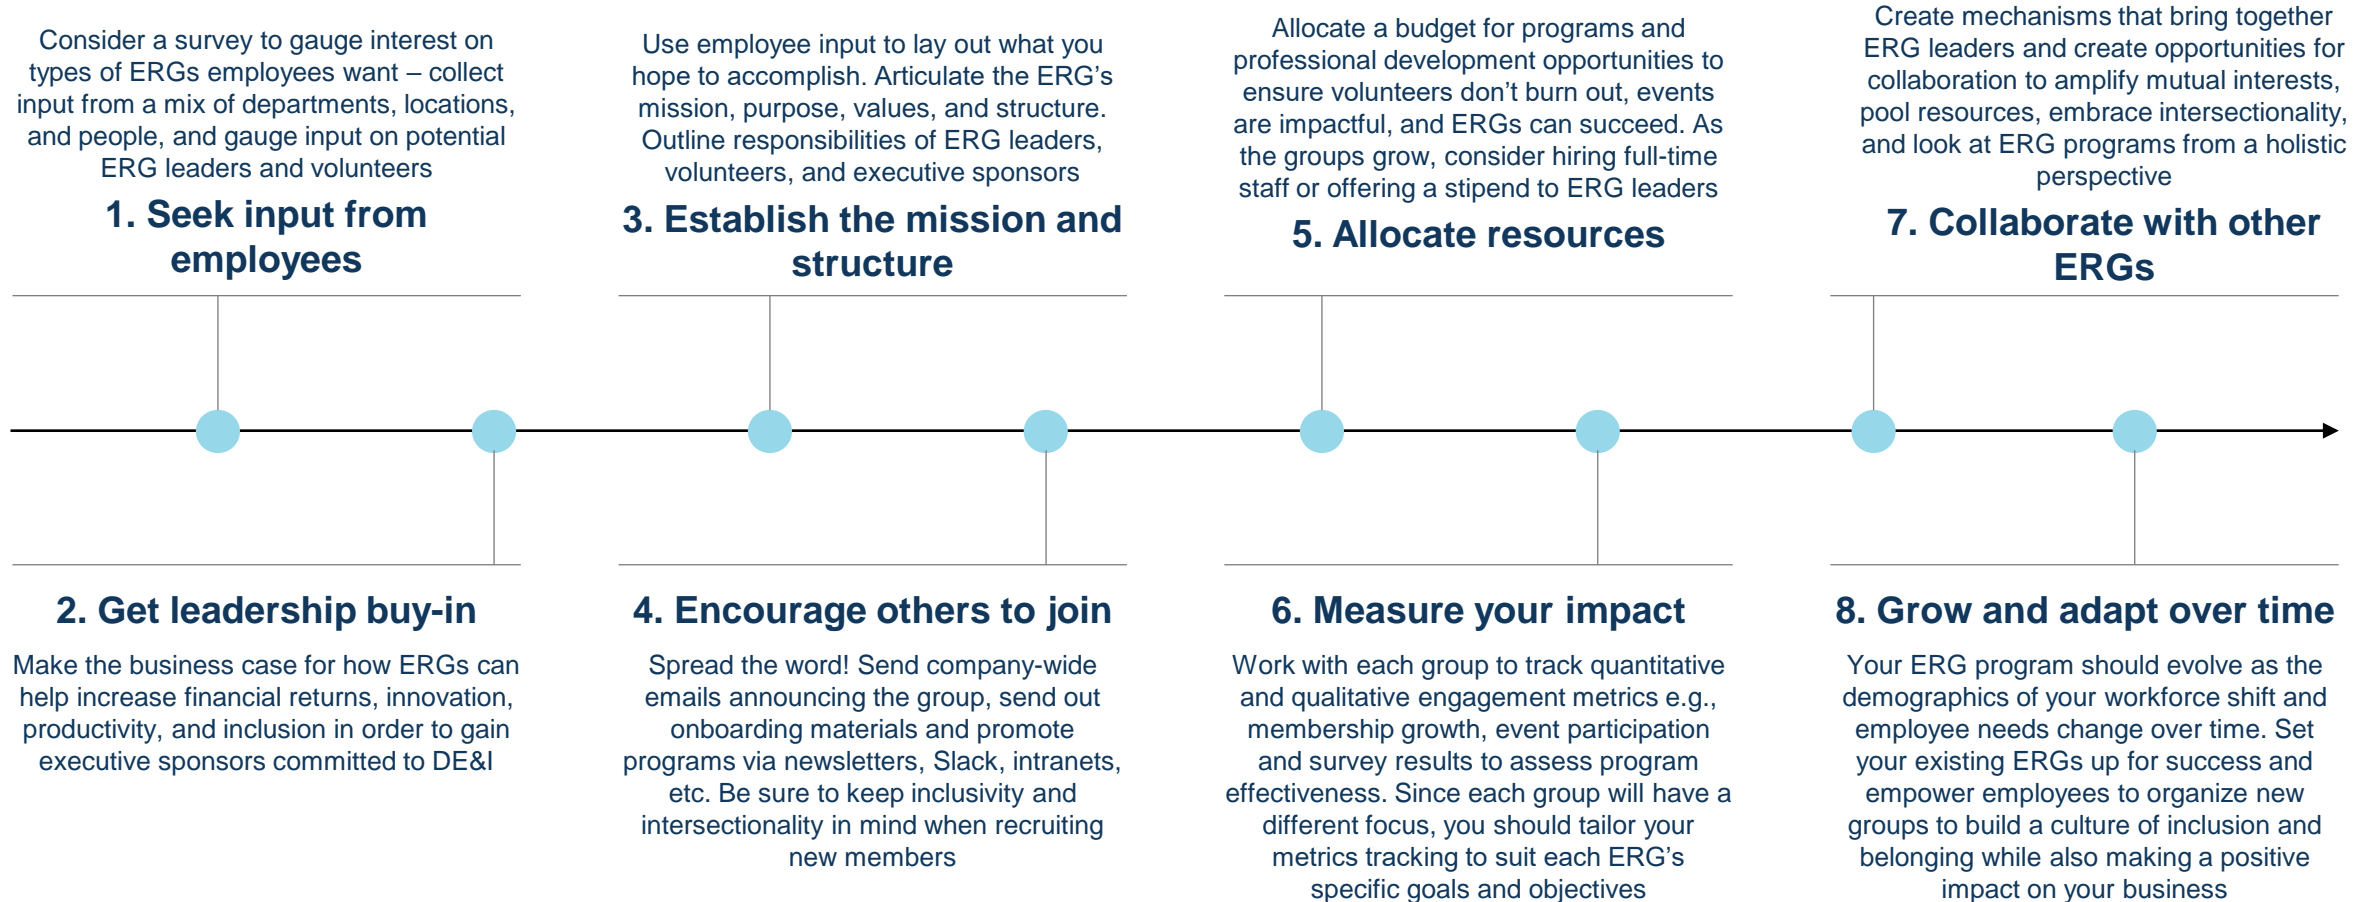 Consider a survey to gauge interest on
types of ERGs employees want – collect
input from a mix of departments, locations,
and people, and gauge input on potential
ERG leaders and volunteers
1. Seek input from
employees
2. Get leadership buy-in
Make the business case for how ERGs can
help increase financial returns, innovation,
productivity, and inclusion in order to gain
executive sponsors committed to DE&I
Use employee input to lay out what you
hope to accomplish. Articulate the ERG’s
mission, purpose, values, and structure.
Outline responsibilities of ERG leaders,
volunteers, and executive sponsors
3. Establish the mission and
structure
4. Encourage others to join
Spread the word! Send company-wide
emails announcing the group, send out
onboarding materials and promote
programs via newsletters, Slack, intranets,
etc. Be sure to keep inclusivity and
intersectionality in mind when recruiting
new members
Allocate a budget for programs and
professional development opportunities to
ensure volunteers don’t burn out, events
are impactful, and ERGs can succeed. As
the groups grow, consider hiring full-time
staff or offering a stipend to ERG leaders
5. Allocate resources
6. Measure your impact
Work with each group to track quantitative
and qualitative engagement metrics e.g.,
membership growth, event participation
and survey results to assess program
effectiveness. Since each group will have a
different focus, you should tailor your
metrics tracking to suit each ERG’s
specific goals and objectives
Create mechanisms that bring together
ERG leaders and create opportunities for
collaboration to amplify mutual interests,
pool resources, embrace intersectionality,
and look at ERG programs from a holistic
perspective
7. Collaborate with other
ERGs
8. Grow and adapt over time
Your ERG program should evolve as the
demographics of your workforce shift and
employee needs change over time. Set
your existing ERGs up for success and
empower employees to organize new
groups to build a culture of inclusion and
belonging while also making a positive
impact on your business